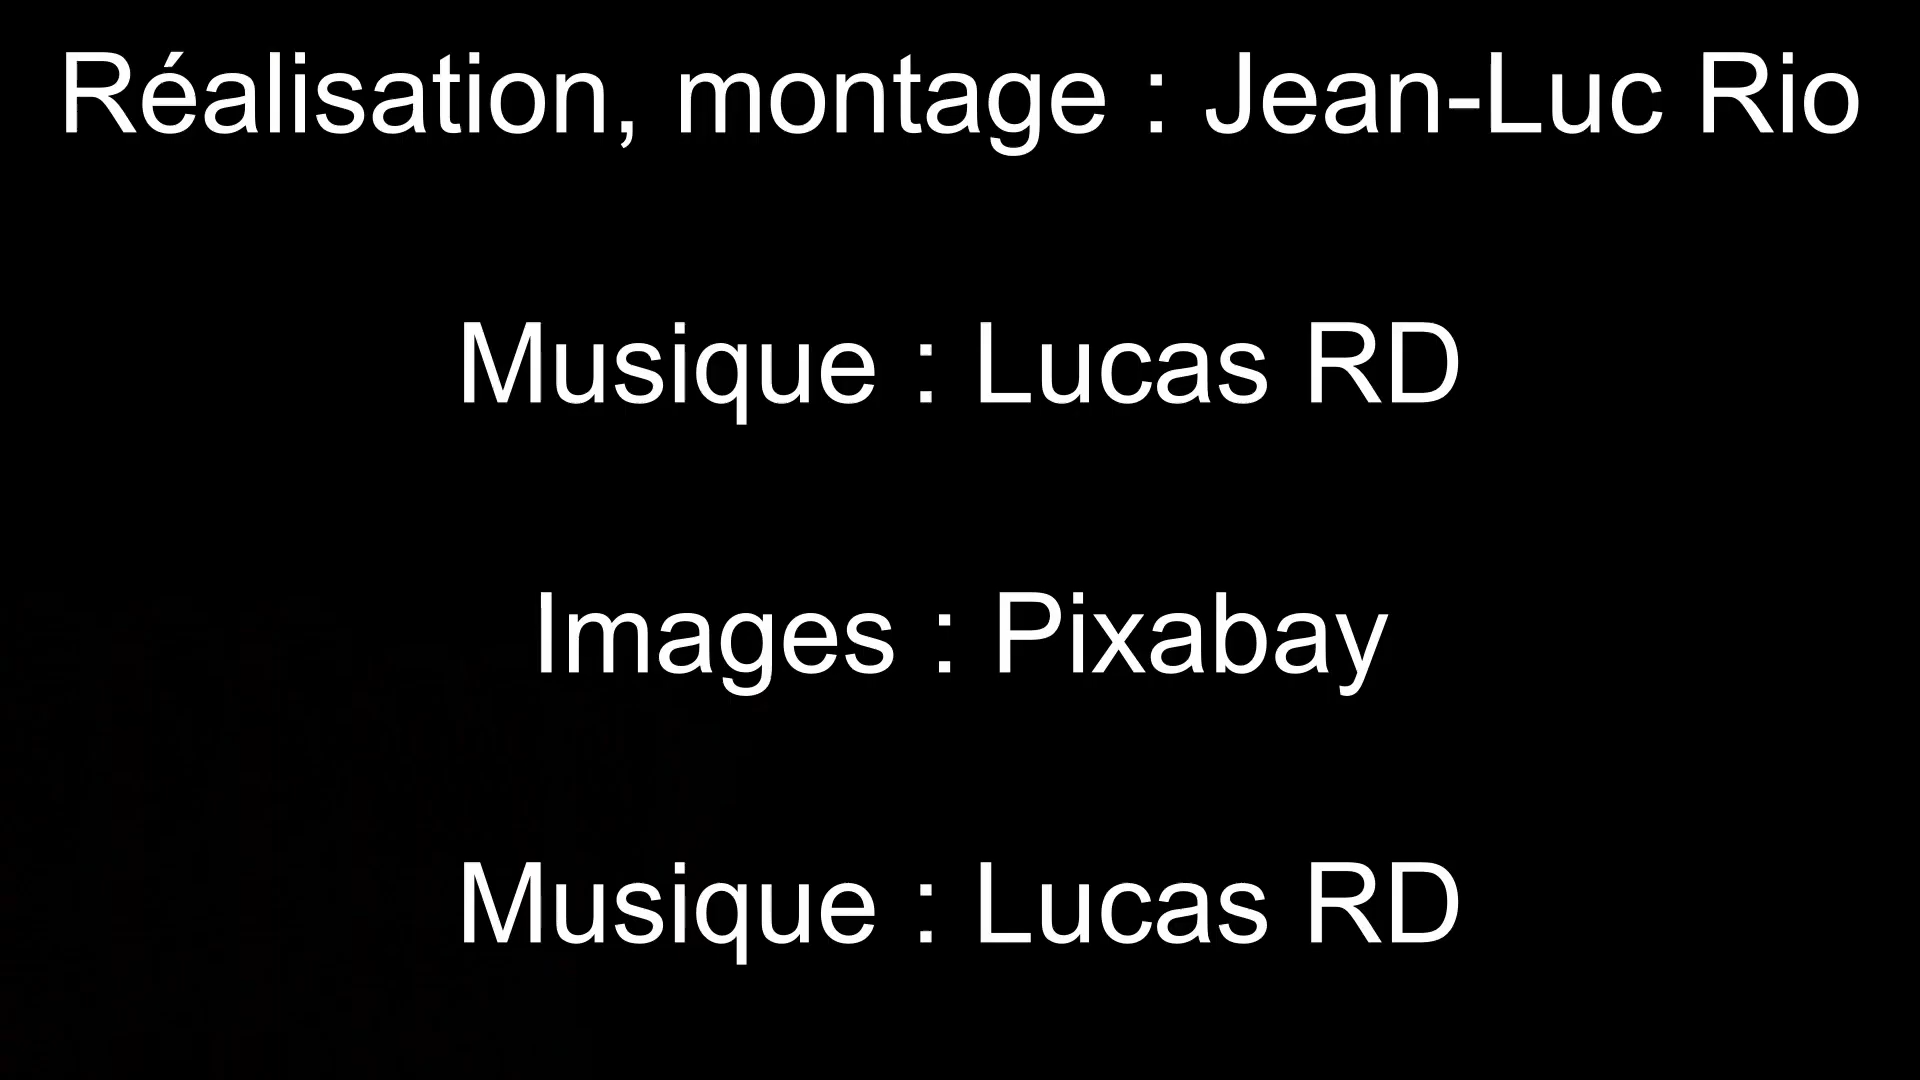 Réalisation, montage : Jean-Luc Rio
Musique : Lucas RD
Images : Pixabay
Musique : Lucas RD